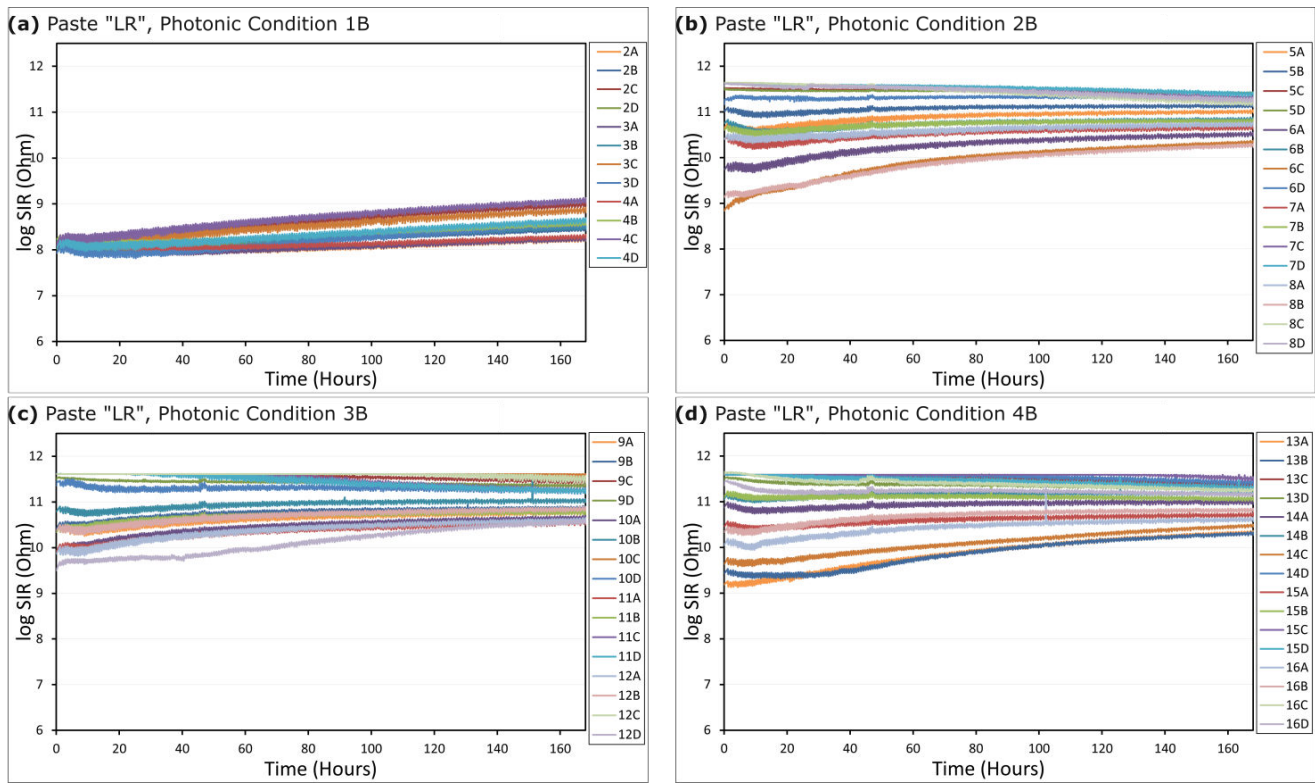 (a) Paste "LR", Photonic Condition 1B
12
11
10
9
8
7
6
log SIR (Ohm)
0 20 40 60 80 100 120 140 160
Time (Hours)
2A
2B
2C
2D
3A
3B
3C
3D
4A
4B
4C
4D
(b) Paste "LR", Photonic Condition 2B
12
11
10
9
8
7
6
log SIR (Ohm)
0 20 40 60 80 100 120 140 160
Time (Hours)
5A
5B
5C
5D
6A
6B
6C
6D
7A
7B
7C
7D
8A
8B
8C
8D
(c) Paste "LR", Photonic Condition 3B
12
11
10
9
8
7
6
log SIR (Ohm)
0 20 40 60 80 100 120 140 160
Time (Hours)
9A
9B
9C
9D
10A
10B
10C
10D
11A
11B
11C
11D
12A
12B
12C
12D
(d) Paste "LR", Photonic Condition 4B
12
11
10
9
8
7
6
log SIR (Ohm)
0 20 40 60 80 100 120 140 160
Time (Hours)
13A
13B
13C
13D
14A
14B
14C
14D
15A
15B
15C
15D
16A
16B
16C
16D